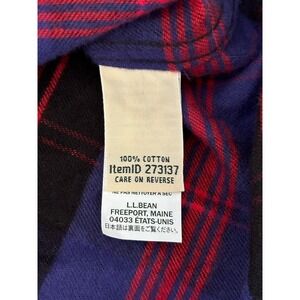 100% COTTON
ItemID 273137
CARE ON REVERSE
NE PAS NETTOYER A SEC
L.L.BEAN
FREEPORT, MAINE
04033 ÉTATS-UNIS
日本語は裏面をご覧ください。